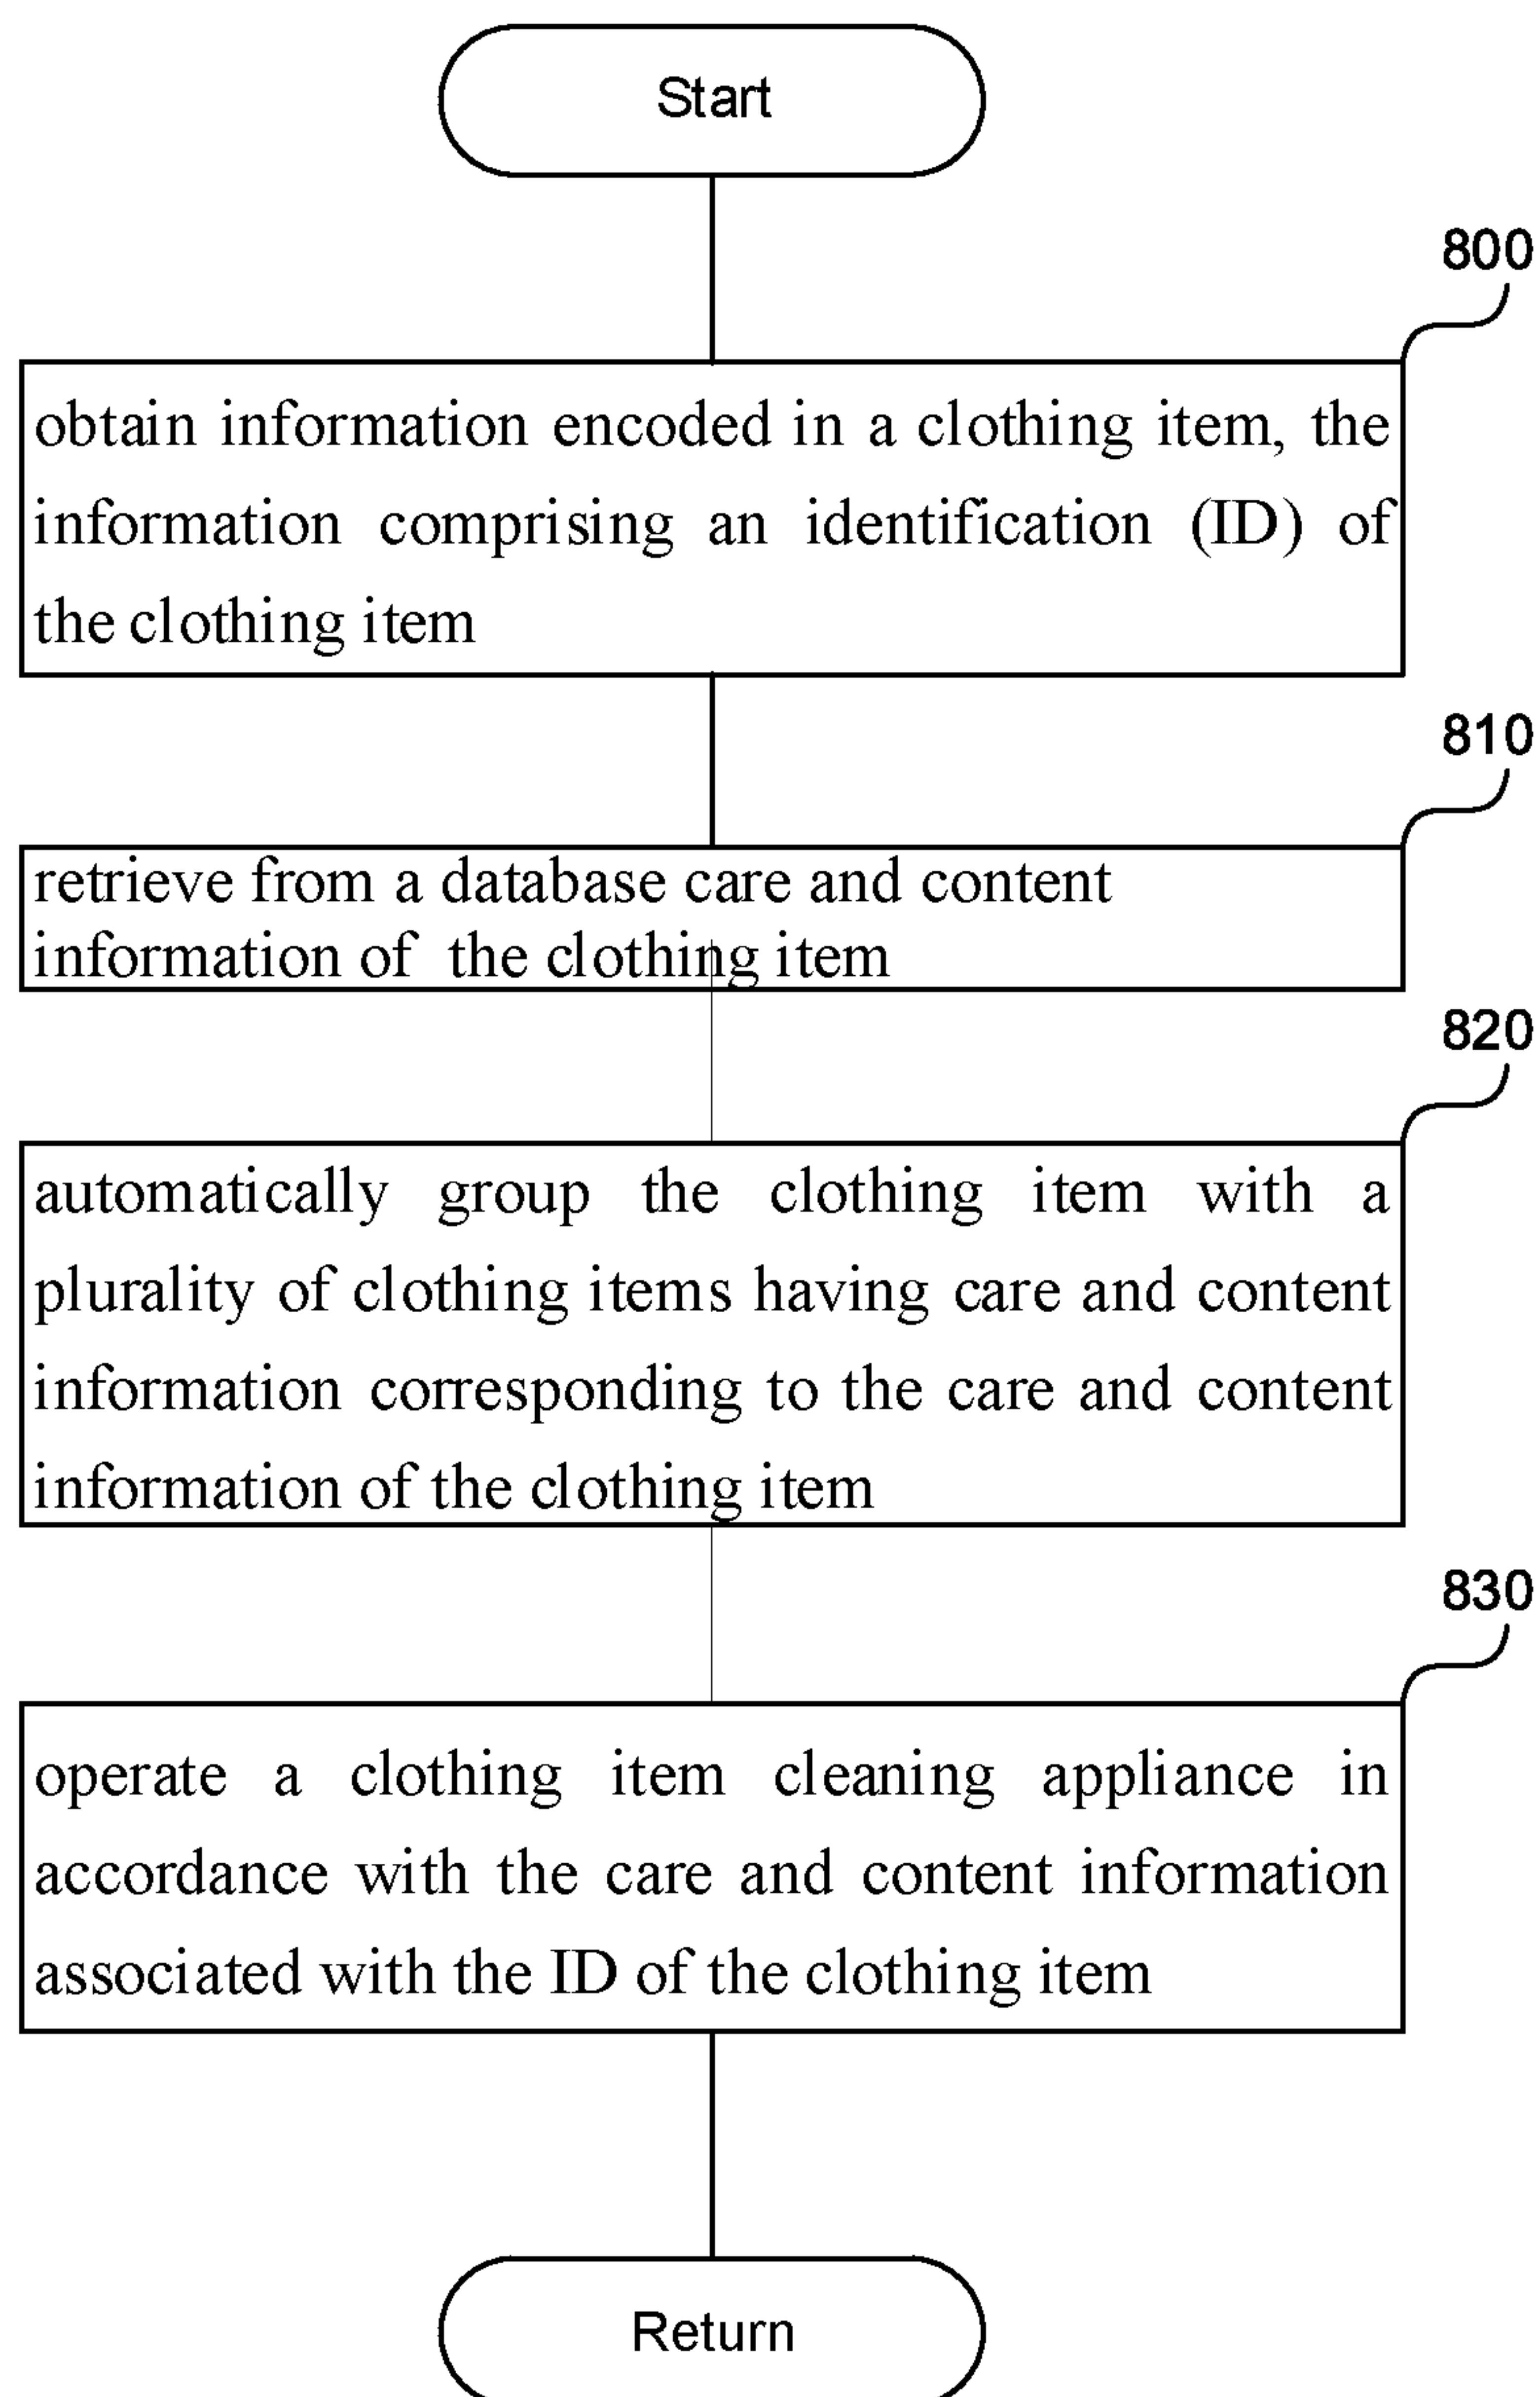 Start
800
obtain information encoded in a clothing item, the
information comprising an identification (ID) of
the clothing item
810
retrieve from a database care and content
information of the clothing item
820
automatically group the clothing item with a
plurality of clothing items having care and content
information corresponding to the care and content
information of the clothing item
830
operate a clothing item cleaning appliance in
accordance with the care and content information
associated with the ID of the clothing item
Return